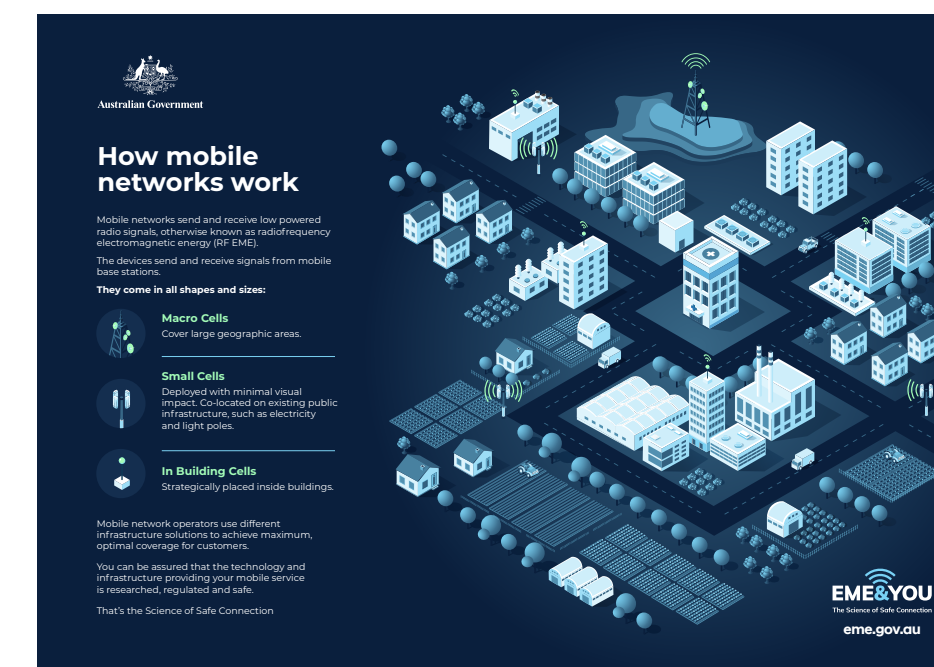 Australian Government
How mobile
networks work
Mobile networks send and receive low powered
radio signals, otherwise known as radiofrequency
electromagnetic energy (RF EME).
The devices send and receive signals from mobile
base stations.
They come in all shapes and sizes:
Macro Cells
Cover large geographic areas.
Small Cells
Deployed with minimal visual
impact. Co-located on existing public
infrastructure, such as electricity
and light poles.
In Building Cells
Strategically placed inside buildings.
Mobile network operators use different
infrastructure solutions to achieve maximum,
optimal coverage for customers.
You can be assured that the technology and
infrastructure providing your mobile service
is researched, regulated and safe.
That's the Science of Safe Connection
EME&YOU
The Science of Safe Connection
eme.gov.au